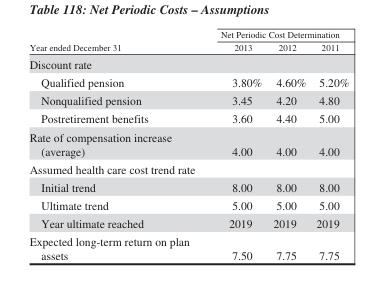 Table 118: Net Periodic Costs – Assumptions
Net Periodic Cost Determination
Year ended December 31 2013 2012 2011
Discount rate
Qualified pension 3.80% 4.60% 5.20%
Nonqualified pension 3.45 4.20 4.80
Postretirement benefits 3.60 4.40 5.00
Rate of compensation increase
(average) 4.00 4.00 4.00
Assumed health care cost trend rate
Initial trend 8.00 8.00 8.00
Ultimate trend 5.00 5.00 5.00
Year ultimate reached 2019 2019 2019
Expected long-term return on plan
assets 7.50 7.75 7.75